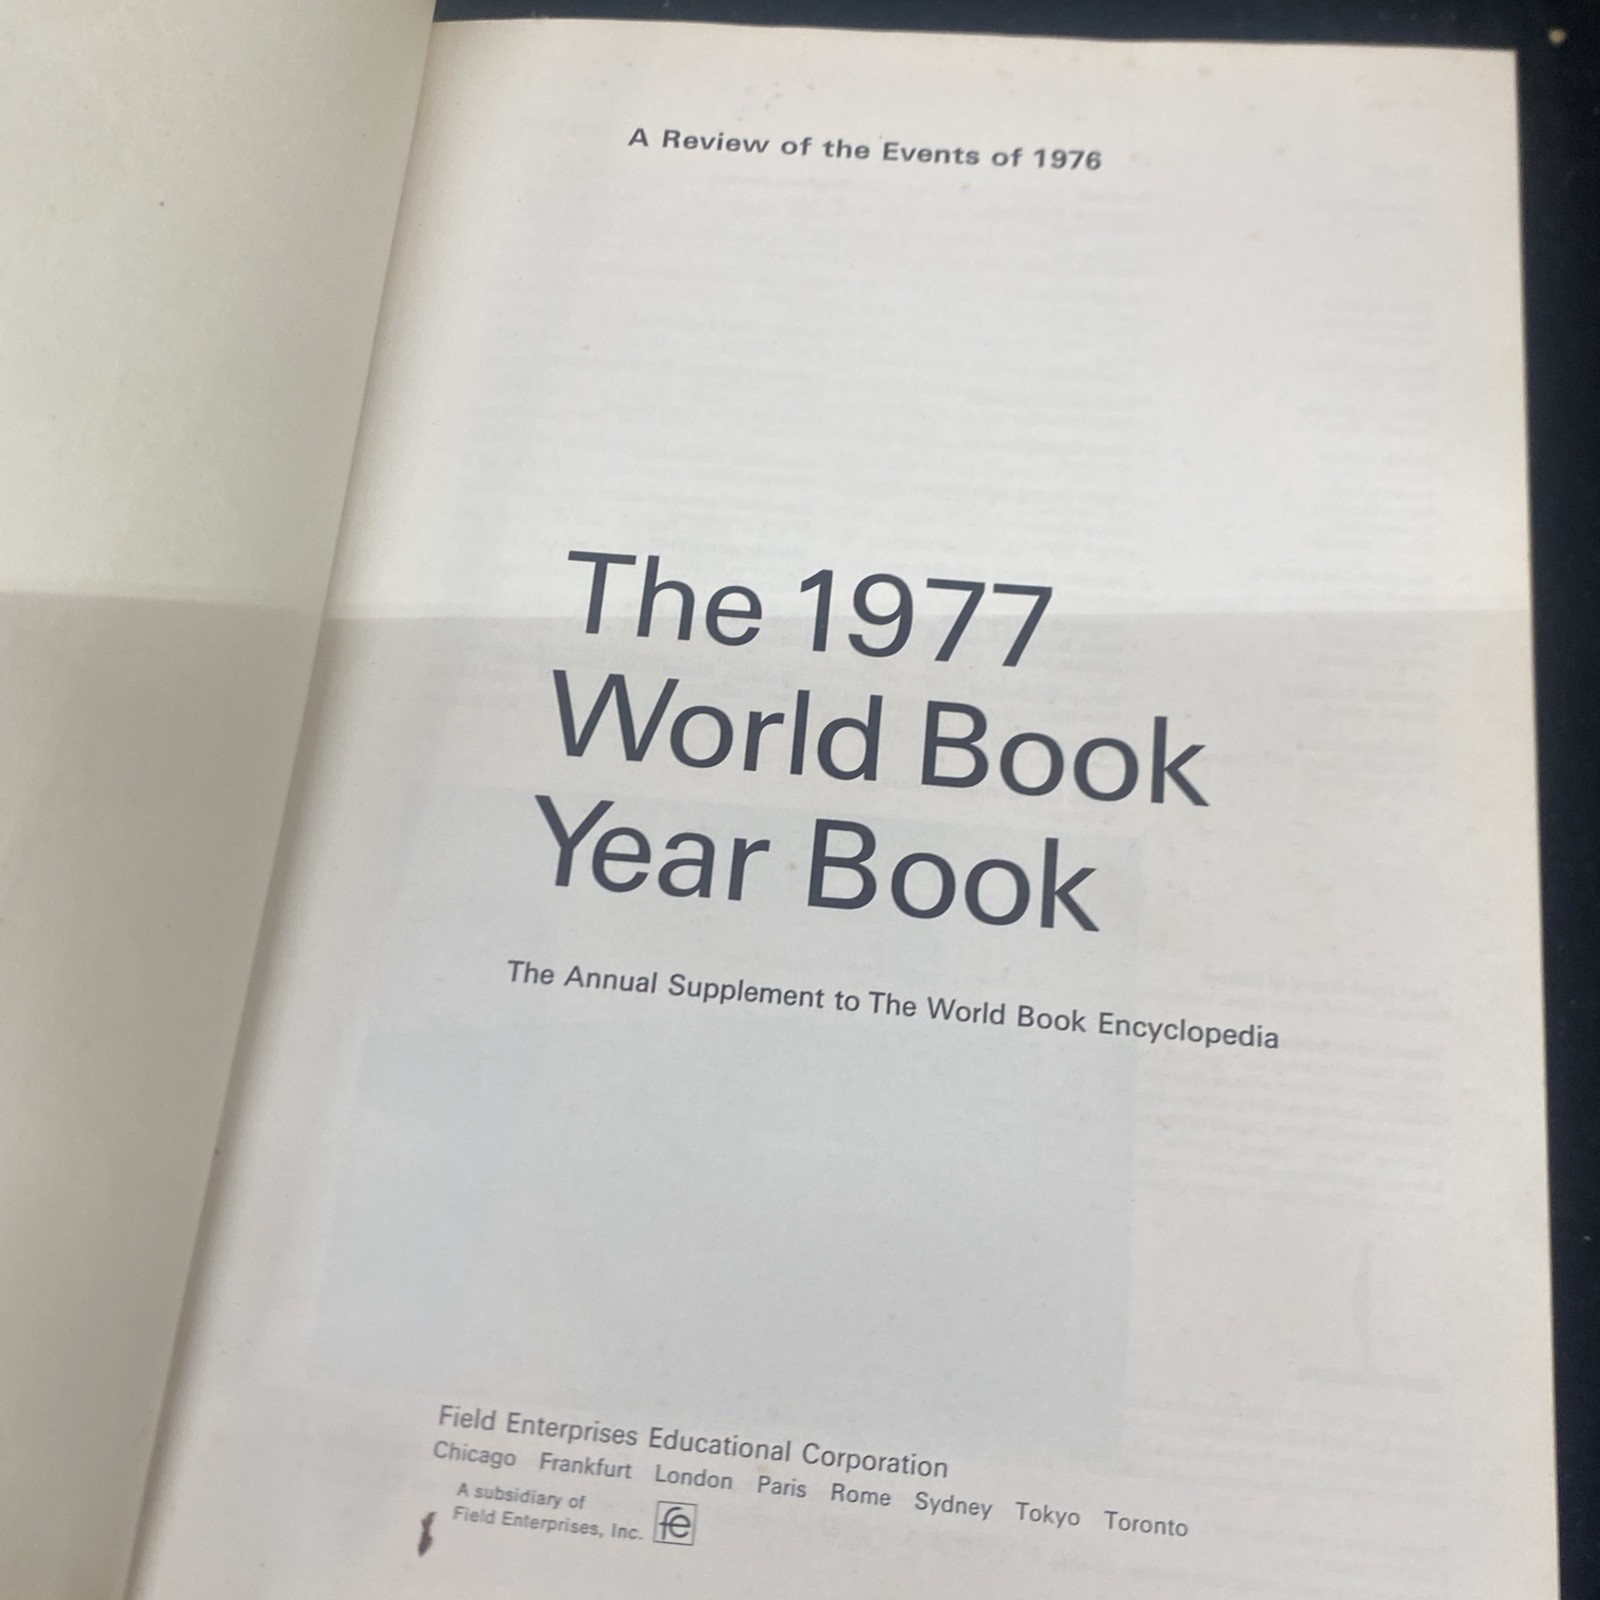 A Review of the Events of 1976
The 1977
World Book
Year Book
The Annual Supplement to The World Book Encyclopedia
Field Enterprises Educational Corporation
Chicago Frankfurt London Paris Rome Sydney Tokyo Toronto
A subsidiary of
Field Enterprises, Inc.
fe